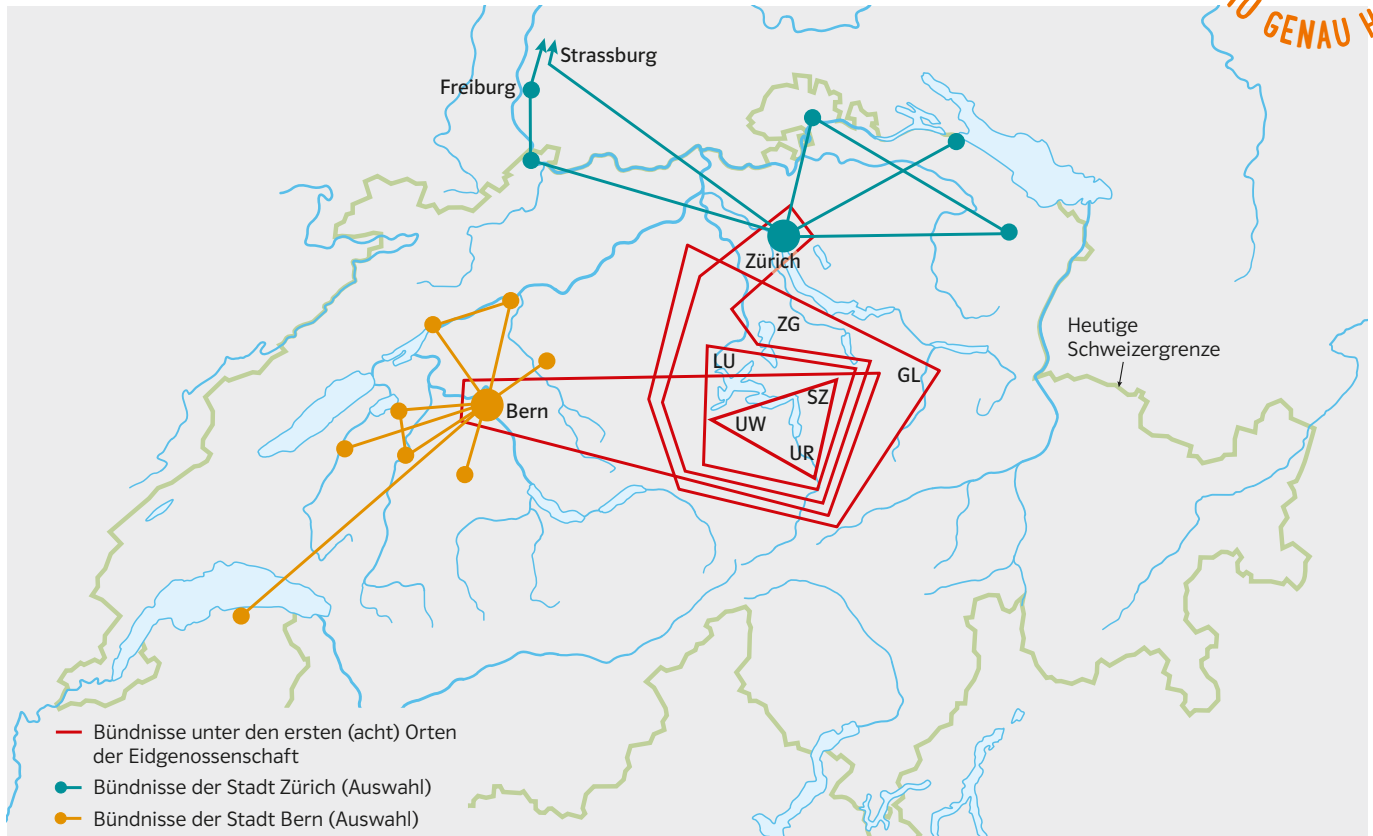 GENAU
Strassburg
Freiburg
Zürich
ZG
Heutige
Schweizergrenze
LU
GL
SZ
Bern
UW
UR
Bündnisse unter den ersten (acht) Orten
der Eidgenossenschaft
Bündnisse der Stadt Zürich (Auswahl)
Bündnisse der Stadt Bern (Auswahl)